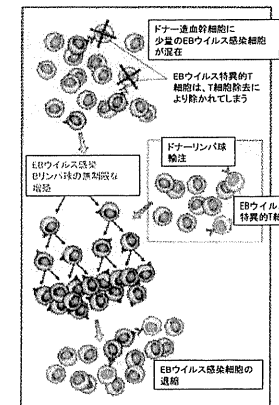 ドナー造血幹細胞に
少量のEBウイルス感染細胞
が混在
EBウイルス特異的T
細胞は、T細胞除去に
より除かれてしまう
EBウイルス感染
Bリンパ球の無制限な
増殖
ドナーリンパ球
輸注
EBウイル
特異的T細
EBウイルス感染細胞の
退縮